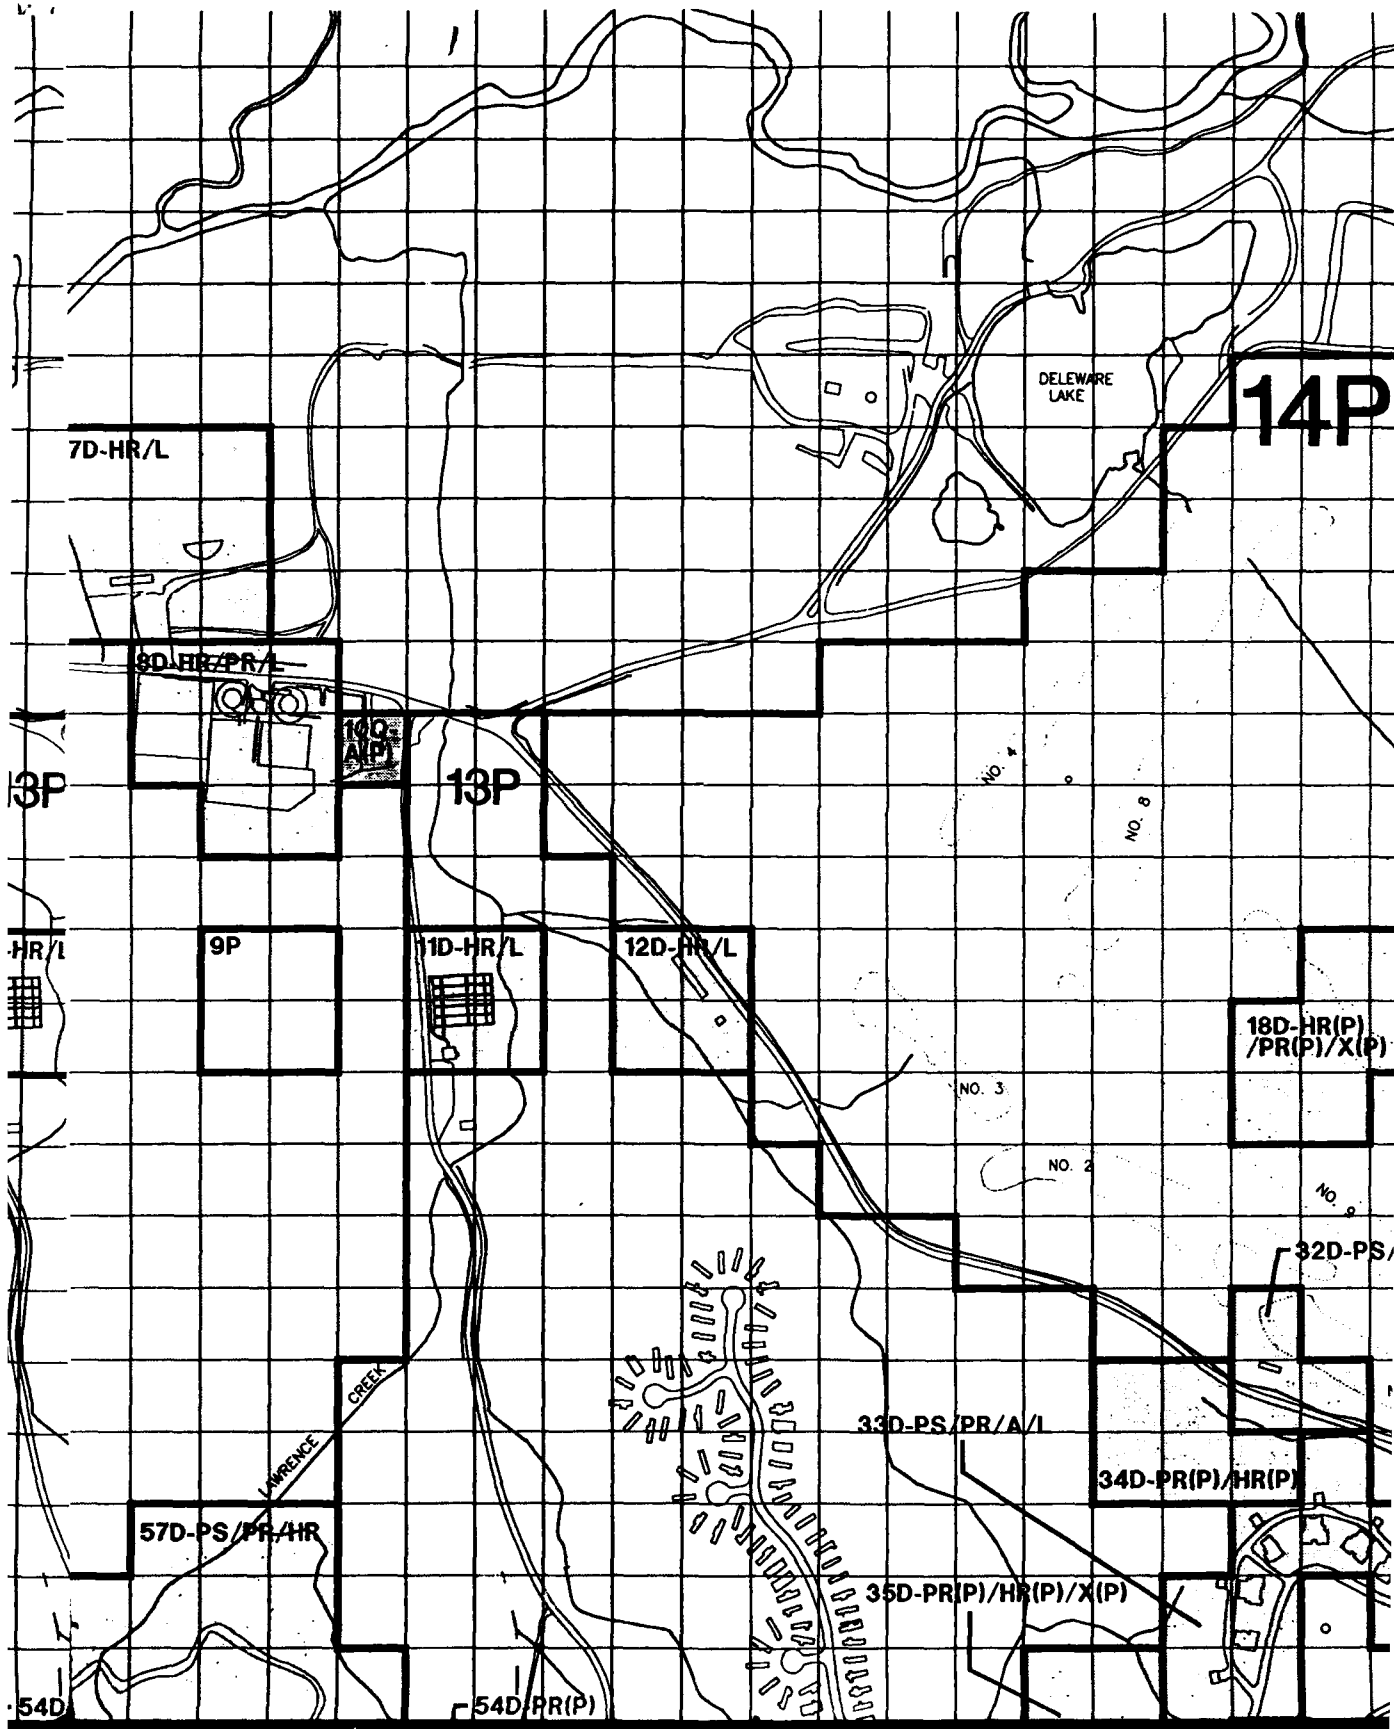 DELEWARE
LAKE
14P
7D-HR/L
8D-HR/PR/L
10Q-
A(P)
13P
13P
NO. 4
NO. 8
-HR/L
9P
11D-HR/L
12D-HR/L
18D-HR(P)
/PR(P)/X(P)
NO. 3
NO. 2
NO. 9
32D-PS/
CREEK
LAWRENCE
33D-PS/PR/A/L
34D-PR(P)/HR(P)
57D-PS/PR/HR
35D-PR(P)/HR(P)/X(P)
54D
54D-PR(P)